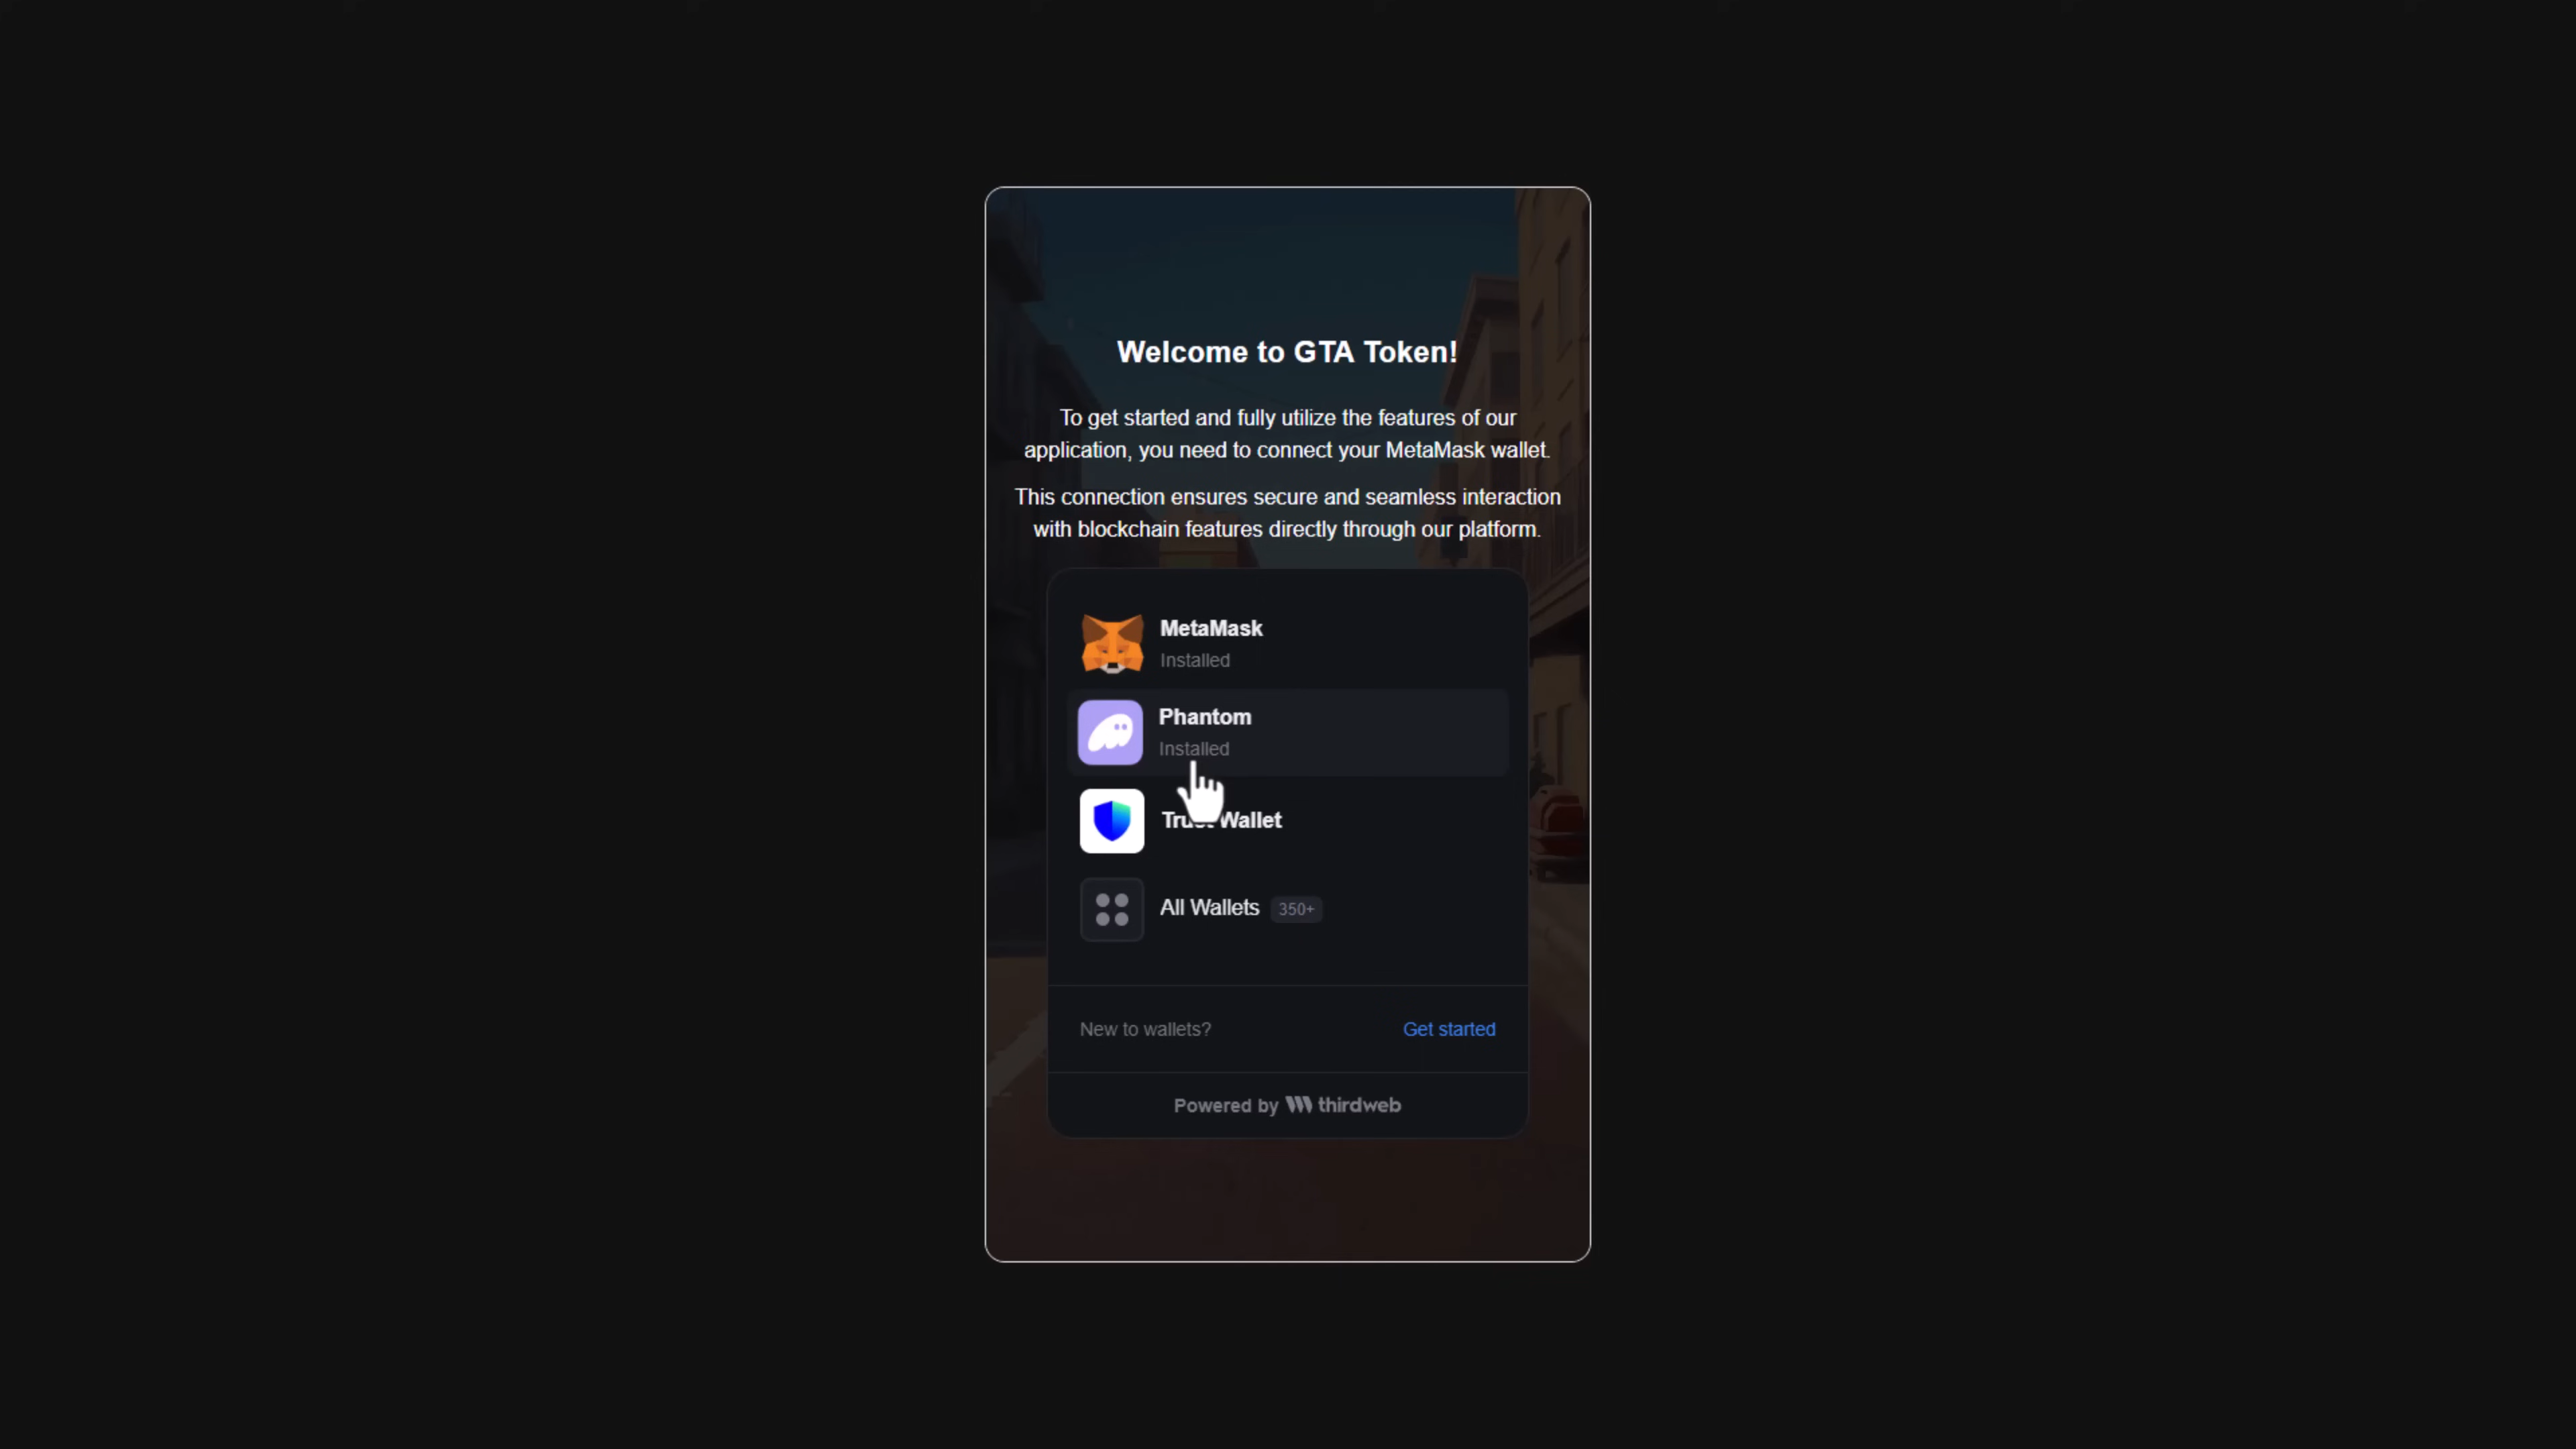 Welcome to GTA Token!
To get started and fully utilize the features of our
application, you need to connect your MetaMask wallet.
This connection ensures secure and seamless interaction
with blockchain features directly through our platform.
MetaMask
Installed
Phantom
Installed
Trust Wallet
All Wallets 350+
New to wallets? Get started
Powered by thirdweb